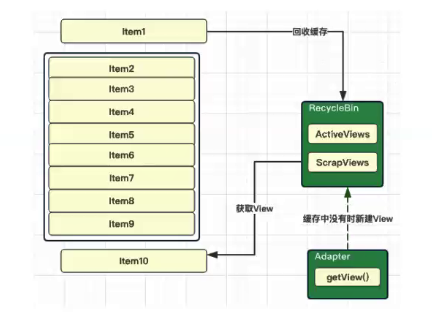 Item1
回收缓存
Item2
Item3
Item4
Item5
Item6
Item7
Item8
Item9
Item10
RecycleBin
ActiveViews
ScrapViews
获取View
缓存中没有时新建View
Adapter
getView()